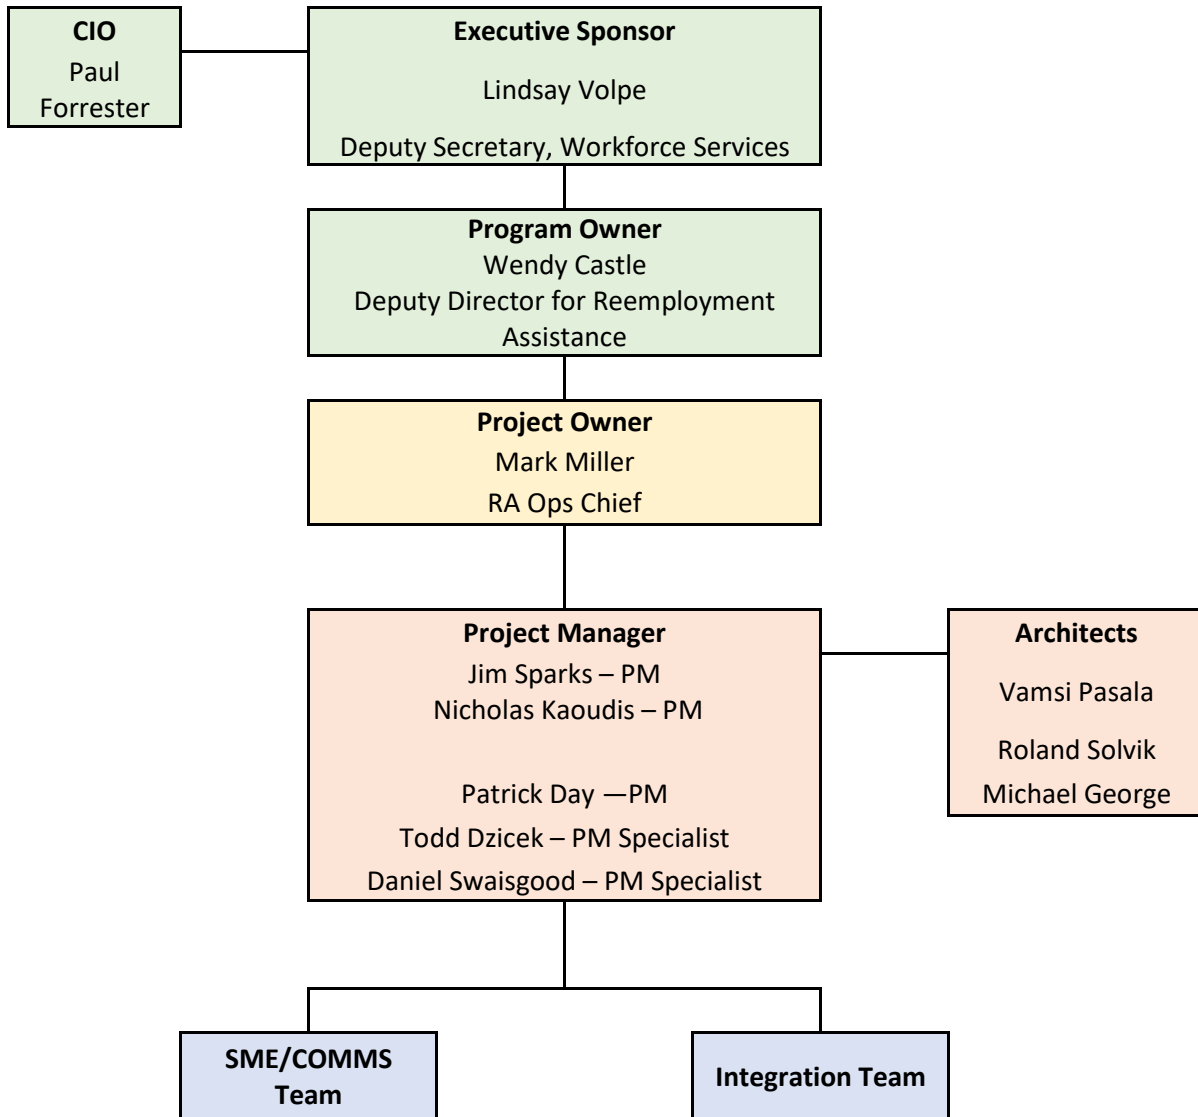 CIO
Paul
Forrester
Executive Sponsor
Lindsay Volpe
Deputy Secretary, Workforce Services
Program Owner
Wendy Castle
Deputy Director for Reemployment
Assistance
Project Owner
Mark Miller
RA Ops Chief
Project Manager
Jim Sparks – PM
Nicholas Kaoudis – PM
Patrick Day —PM
Todd Dzicek – PM Specialist
Daniel Swaisgood – PM Specialist
Architects
Vamsi Pasala
Roland Solvik
Michael George
SME/COMMS
Team
Integration Team